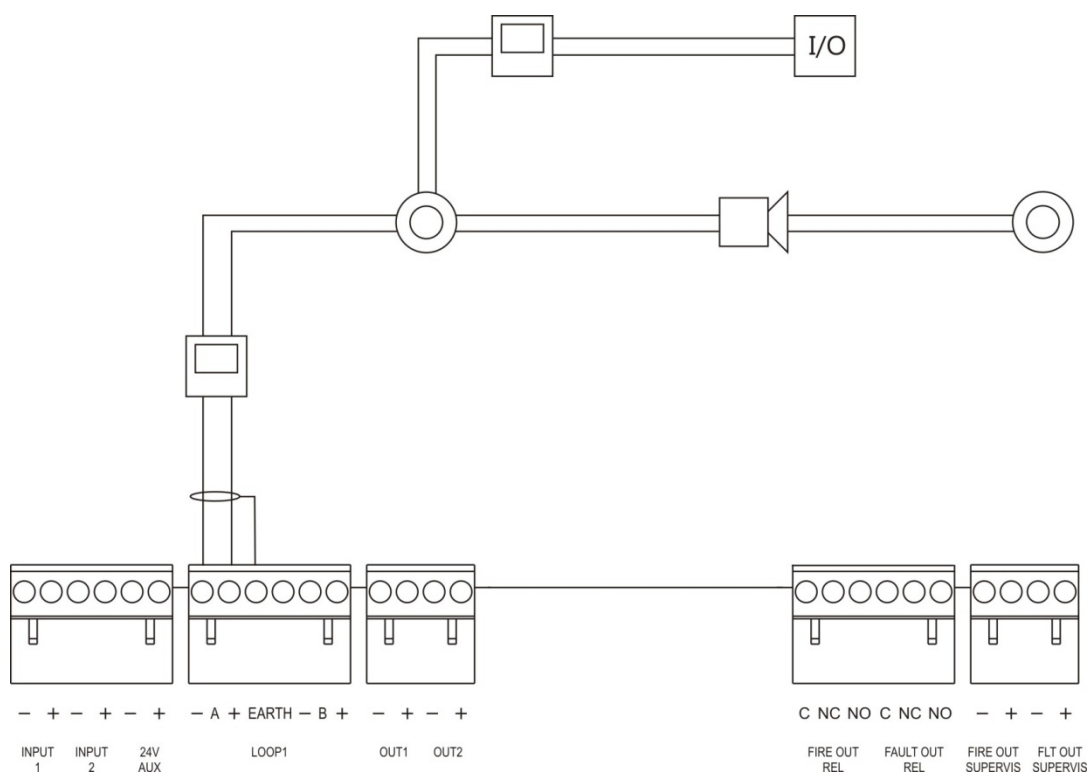 I/O
− + − + − + − A + EARTH − B + − + − + C NC NO C NC NO − + − +
INPUT 1
INPUT 2
24V AUX
LOOP1
OUT1
OUT2
FIRE OUT REL
FAULT OUT REL
FIRE OUT SUPERVIS
FLT OUT SUPERVIS